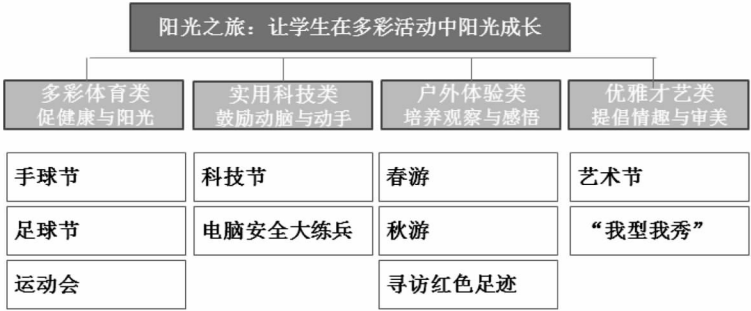 阳光之旅：让学生在多彩活动中阳光成长
多彩体育类
促健康与阳光
实用科技类
鼓励动脑与动手
户外体验类
培养观察与感悟
优雅才艺类
提倡情趣与审美
手球节
科技节
春游
艺术节
足球节
电脑安全大练兵
秋游
“我型我秀”
运动会
寻访红色足迹